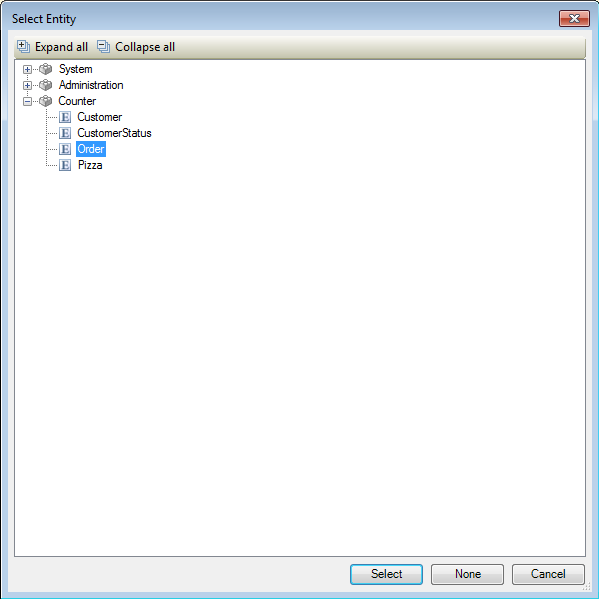 Select Entity
Expand all Collapse all
System
Administration
Counter
E Customer
E CustomerStatus
E Order
E Pizza
Select None Cancel